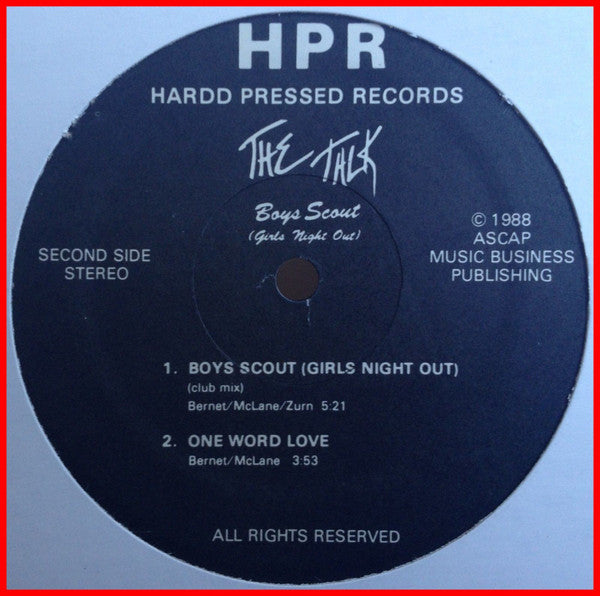 HPR
HARDD PRESSED RECORDS
THE TALK
Boys Scout
(Girls Night Out)
SECOND SIDE
STEREO
© 1988
ASCAP
MUSIC BUSINESS
PUBLISHING
1. BOYS SCOUT (GIRLS NIGHT OUT)
(club mix)
Bernet/McLane/Zurn 5:21
2. ONE WORD LOVE
Bernet/McLane 3:53
ALL RIGHTS RESERVED